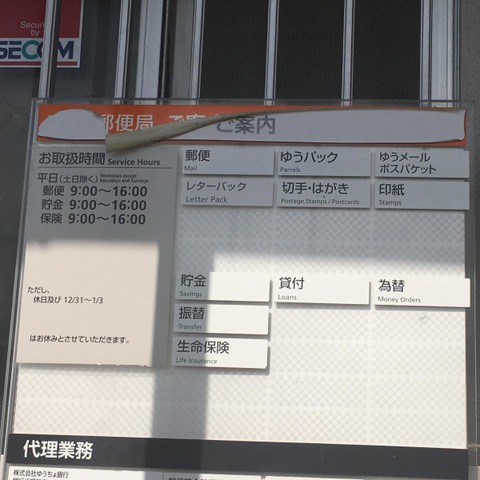 Security
by
SECOM
郵便局 ご案内
お取扱時間 Service Hours
平日(土日除く) Weekdays except Saturdays and Sundays
郵便 9:00〜16:00
貯金 9:00〜16:00
保険 9:00〜16:00
ただし、
休日及び 12/31〜1/3
はお休みとさせていただきます。
郵便
Mail
ゆうパック
Parcels
ゆうメール
ポスパケット
レターパック
Letter Pack
切手・はがき
Postage Stamps / Postcards
印紙
Stamps
貯金
Savings
貸付
Loans
為替
Money Orders
振替
Transfer
生命保険
Life Insurance
代理業務
株式会社ゆうちょ銀行